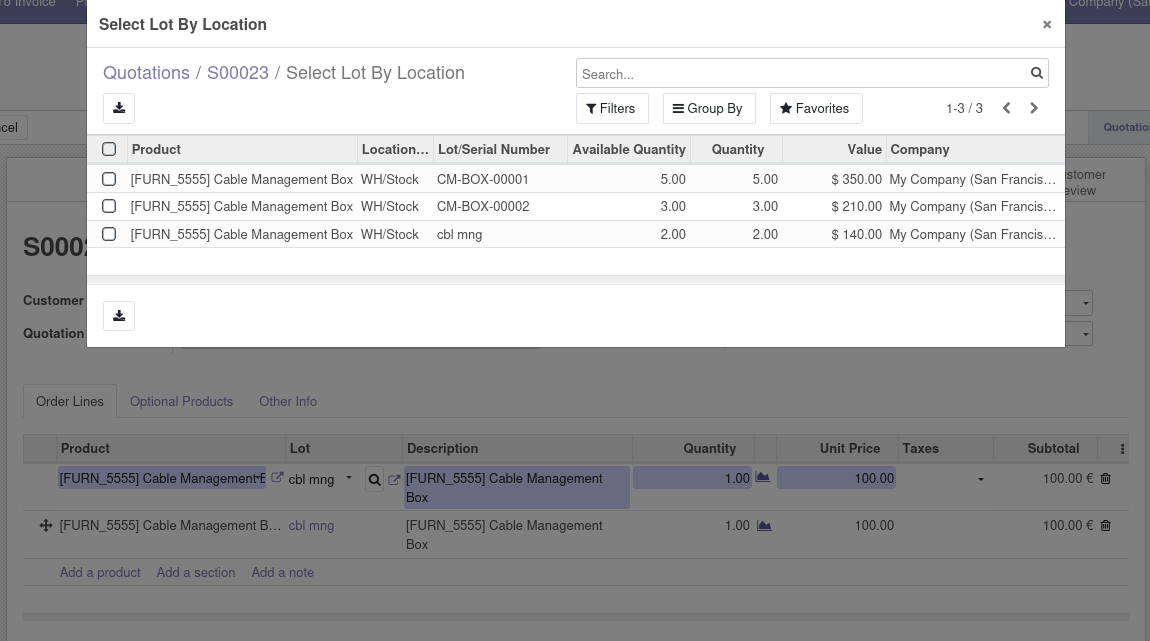 To Invoice
Company (Sa
Select Lot By Location ×
Quotations / S00023 / Select Lot By Location
Search...
Filters Group By Favorites 1-3 / 3
cel
Quotatio
Product Location... Lot/Serial Number Available Quantity Quantity Value Company
[FURN_5555] Cable Management Box WH/Stock CM-BOX-00001 5.00 5.00 $ 350.00 My Company (San Francis...
[FURN_5555] Cable Management Box WH/Stock CM-BOX-00002 3.00 3.00 $ 210.00 My Company (San Francis...
[FURN_5555] Cable Management Box WH/Stock cbl mng 2.00 2.00 $ 140.00 My Company (San Francis...
ustomer
eview
S0002
Customer
Quotation
Order Lines Optional Products Other Info
Product Lot Description Quantity Unit Price Taxes Subtotal
[FURN_5555] Cable Management cbl mng [FURN_5555] Cable Management 1.00 100.00 100.00 €
Box
[FURN_5555] Cable Management B... cbl mng [FURN_5555] Cable Management 1.00 100.00 100.00 €
Box
Add a product Add a section Add a note